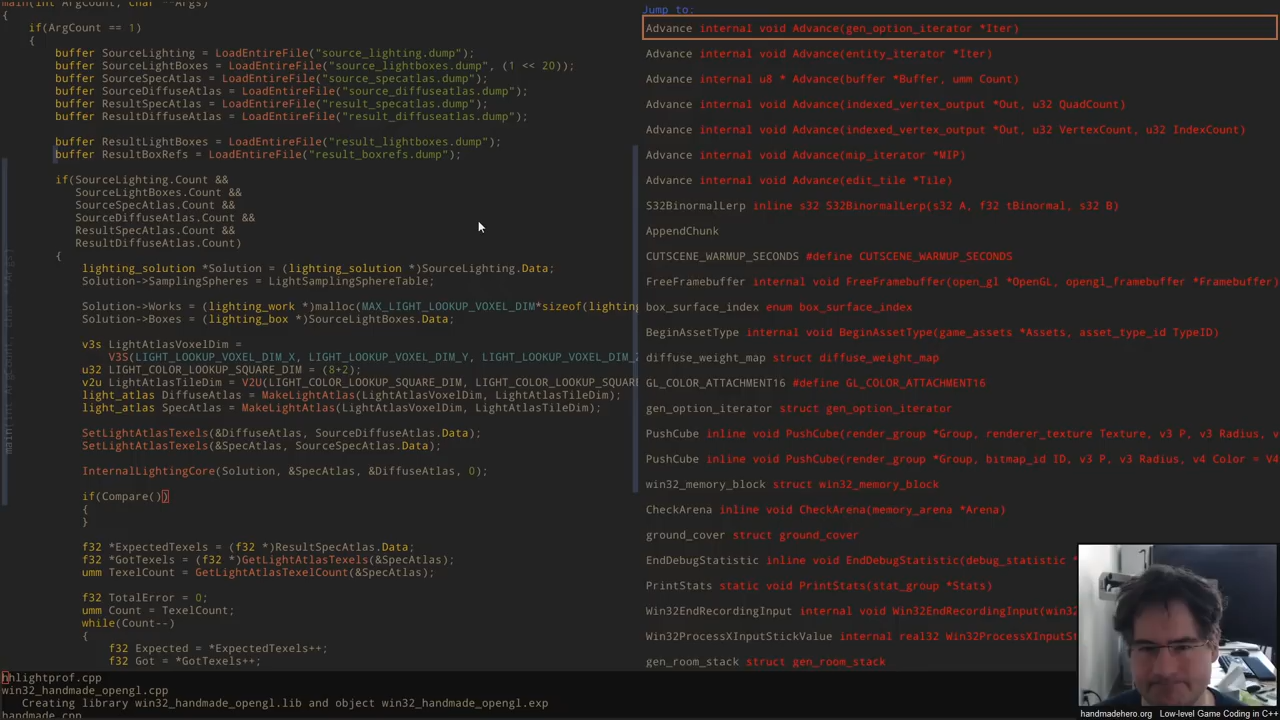 main(int ArgCount, char **Args)
{
if(ArgCount == 1)
{
buffer SourceLighting = LoadEntireFile("source_lighting.dump");
buffer SourceLightBoxes = LoadEntireFile("source_lightboxes.dump", (1 << 20));
buffer SourceSpecAtlas = LoadEntireFile("source_specatlas.dump");
buffer SourceDiffuseAtlas = LoadEntireFile("source_diffuseatlas.dump");
buffer ResultSpecAtlas = LoadEntireFile("result_specatlas.dump");
buffer ResultDiffuseAtlas = LoadEntireFile("result_diffuseatlas.dump");
buffer ResultLightBoxes = LoadEntireFile("result_lightboxes.dump");
buffer ResultBoxRefs = LoadEntireFile("result_boxrefs.dump");
if(SourceLighting.Count &&
SourceLightBoxes.Count &&
SourceSpecAtlas.Count &&
SourceDiffuseAtlas.Count &&
ResultSpecAtlas.Count &&
ResultDiffuseAtlas.Count)
{
lighting_solution *Solution = (lighting_solution *)SourceLighting.Data;
Solution->SamplingSpheres = LightSamplingSphereTable;
Solution->Works = (lighting_work *)malloc(MAX_LIGHT_LOOKUP_VOXEL_DIM*sizeof(lighting
Solution->Boxes = (lighting_box *)SourceLightBoxes.Data;
v3s LightAtlasVoxelDim =
V3S(LIGHT_LOOKUP_VOXEL_DIM_X, LIGHT_LOOKUP_VOXEL_DIM_Y, LIGHT_LOOKUP_VOXEL_DIM_Z
u32 LIGHT_COLOR_LOOKUP_SQUARE_DIM = (8+2);
v2u LightAtlasTileDim = V2U(LIGHT_COLOR_LOOKUP_SQUARE_DIM, LIGHT_COLOR_LOOKUP_SQUARE
light_atlas DiffuseAtlas = MakeLightAtlas(LightAtlasVoxelDim, LightAtlasTileDim);
light_atlas SpecAtlas = MakeLightAtlas(LightAtlasVoxelDim, LightAtlasTileDim);
SetLightAtlasTexels(&DiffuseAtlas, SourceDiffuseAtlas.Data);
SetLightAtlasTexels(&SpecAtlas, SourceSpecAtlas.Data);
InternalLightingCore(Solution, &SpecAtlas, &DiffuseAtlas, 0);
if(Compare())
{
}
f32 *ExpectedTexels = (f32 *)ResultSpecAtlas.Data;
f32 *GotTexels = (f32 *)GetLightAtlasTexels(&SpecAtlas);
umm TexelCount = GetLightAtlasTexelCount(&SpecAtlas);
f32 TotalError = 0;
umm Count = TexelCount;
while(Count--)
{
f32 Expected = *ExpectedTexels++;
f32 Got = *GotTexels++;
main(int ArgCount, char **Args)
Jump to:
Advance internal void Advance(gen_option_iterator *Iter)
Advance internal void Advance(entity_iterator *Iter)
Advance internal u8 * Advance(buffer *Buffer, umm Count)
Advance internal void Advance(indexed_vertex_output *Out, u32 QuadCount)
Advance internal void Advance(indexed_vertex_output *Out, u32 VertexCount, u32 IndexCount)
Advance internal void Advance(mip_iterator *MIP)
Advance internal void Advance(edit_tile *Tile)
S32BinormalLerp inline s32 S32BinormalLerp(s32 A, f32 tBinormal, s32 B)
AppendChunk
CUTSCENE_WARMUP_SECONDS #define CUTSCENE_WARMUP_SECONDS
FreeFramebuffer internal void FreeFramebuffer(open_gl *OpenGL, opengl_framebuffer *Framebuffer)
box_surface_index enum box_surface_index
BeginAssetType internal void BeginAssetType(game_assets *Assets, asset_type_id TypeID)
diffuse_weight_map struct diffuse_weight_map
GL_COLOR_ATTACHMENT16 #define GL_COLOR_ATTACHMENT16
gen_option_iterator struct gen_option_iterator
PushCube inline void PushCube(render_group *Group, renderer_texture Texture, v3 P, v3 Radius, v
PushCube inline void PushCube(render_group *Group, bitmap_id ID, v3 P, v3 Radius, v4 Color = V4
win32_memory_block struct win32_memory_block
CheckArena inline void CheckArena(memory_arena *Arena)
ground_cover struct ground_cover
EndDebugStatistic inline void EndDebugStatistic(debug_statistic *
PrintStats static void PrintStats(stat_group *Stats)
Win32EndRecordingInput internal void Win32EndRecordingInput(win32
Win32ProcessXInputStickValue internal real32 Win32ProcessXInputSt
gen_room_stack struct gen_room_stack
hhlightprof.cpp
win32_handmade_opengl.cpp
Creating library win32_handmade_opengl.lib and object win32_handmade_opengl.exp
handmade.cpp
handmadehero.org Low-level Game Coding in C++